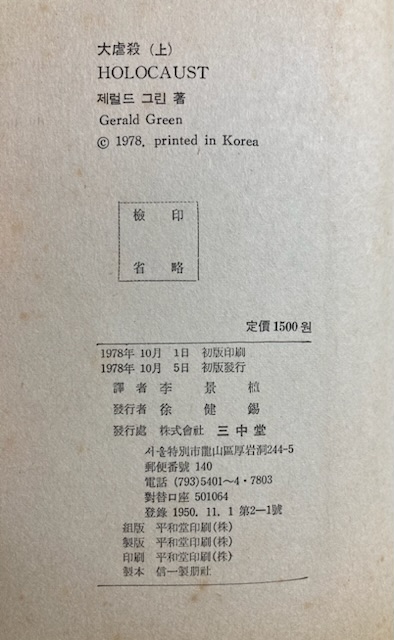 大虐殺 (上)
HOLOCAUST
제럴드 그린 著
Gerald Green
© 1978. printed in Korea
檢 印
省 略
定價 1500원
1978年 10月 1日 初版印刷
1978年 10月 5日 初版發行
譯 者 李 景 植
發行者 徐 健 錫
發行處 株式會社 三中堂
서울特別市龍山區厚岩洞244-5
郵便番號 140
電話 (793)5401~4·7803
對替口座 501064
登錄 1950. 11. 1 第2—1號
組版 平和堂印刷(株)
製版 平和堂印刷(株)
印刷 平和堂印刷(株)
製本 信一製朋社